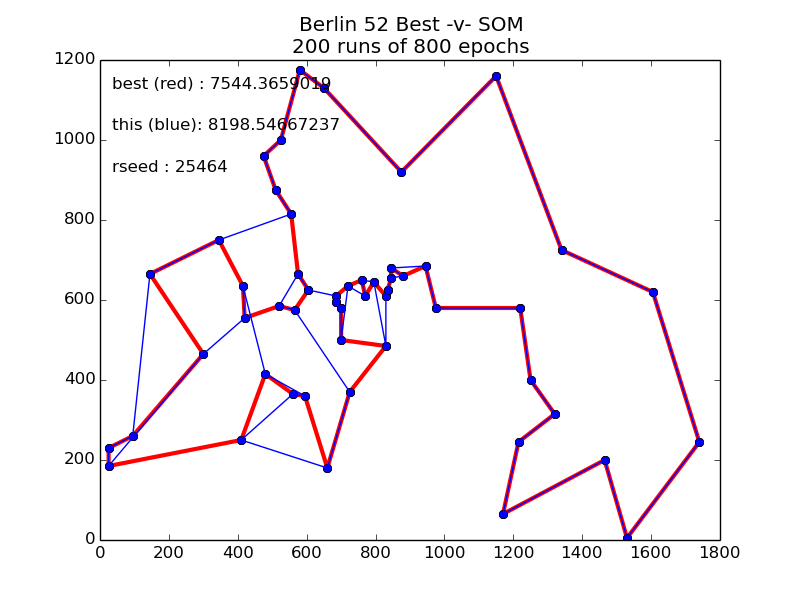 Berlin 52 Best -v- SOM
200 runs of 800 epochs
1200
best (red) : 7544.3659019
this (blue): 8198.54667237
1000
rseed : 25464
800
600
400
200
0
0 200 400 600 800 1000 1200 1400 1600 1800